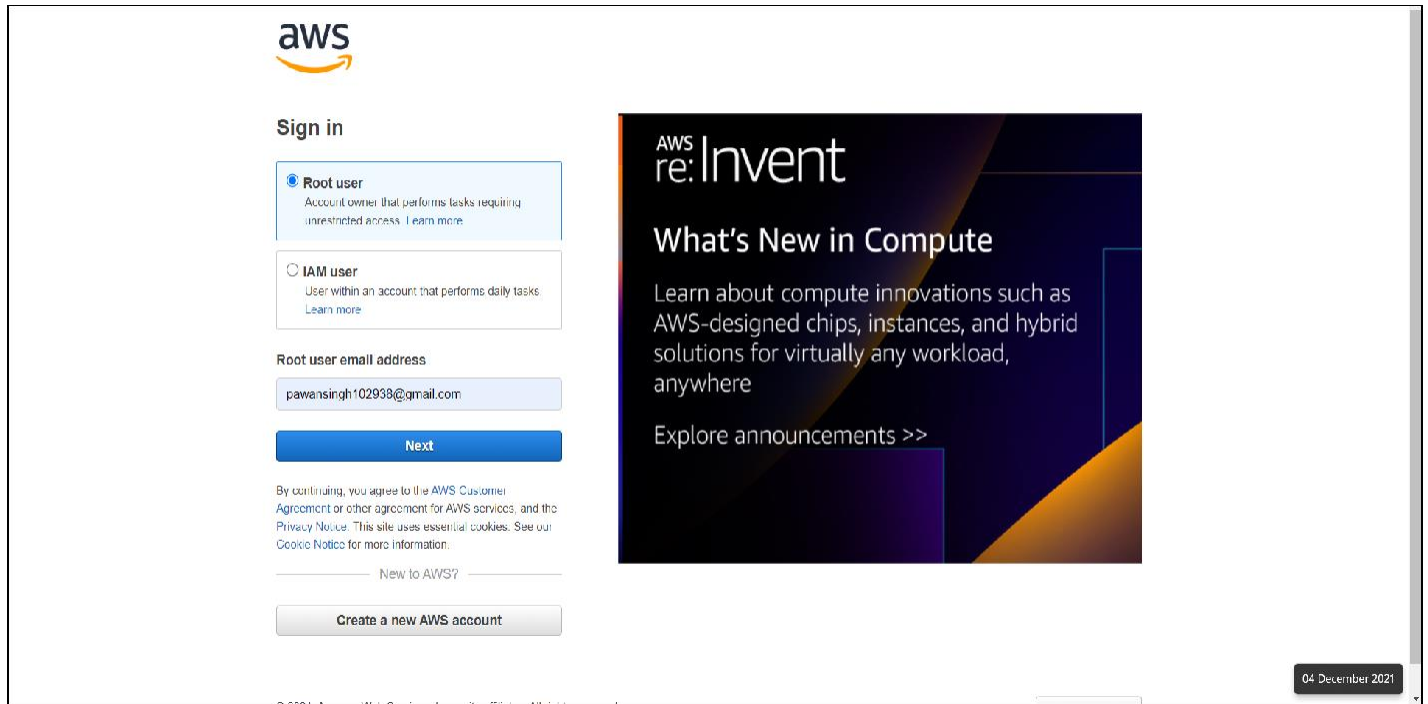 aws
Sign in
Root user
Account owner that performs tasks requiring
unrestricted access. Learn more
IAM user
User within an account that performs daily tasks.
Learn more
Root user email address
pawansingh102938@gmail.com
Next
By continuing, you agree to the AWS Customer
Agreement or other agreement for AWS services, and the
Privacy Notice. This site uses essential cookies. See our
Cookie Notice for more information.
New to AWS?
Create a new AWS account
AWS
re:Invent
What's New in Compute
Learn about compute innovations such as
AWS-designed chips, instances, and hybrid
solutions for virtually any workload,
anywhere
Explore announcements >>
04 December 2021